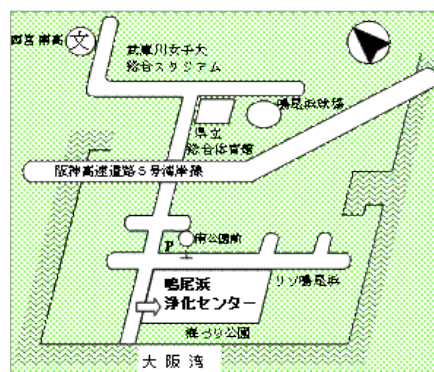 西宮南高
文
武庫川女子大
総合スタジアム
鳴尾浜球場
県立
総合体育館
阪神高速道路5号湾岸線
南公園前
P
鳴尾浜
浄化センター
リゾ鳴尾浜
海づり公園
大阪湾